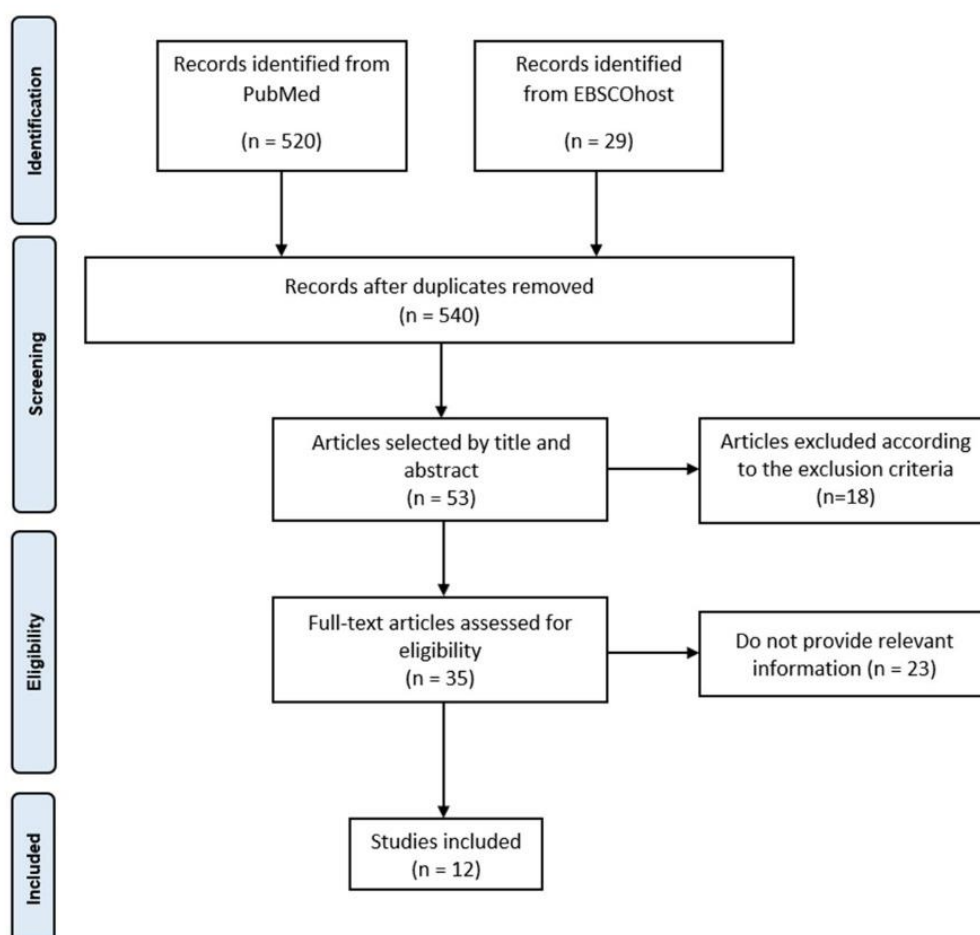 Identification
Records identified from
PubMed
(n = 520)
Records identified
from EBSCOhost
(n = 29)
Screening
Records after duplicates removed
(n = 540)
Articles selected by title and
abstract
(n = 53)
Articles excluded according
to the exclusion criteria
(n=18)
Eligibility
Full-text articles assessed for
eligibility
(n = 35)
Do not provide relevant
information (n = 23)
Included
Studies included
(n = 12)